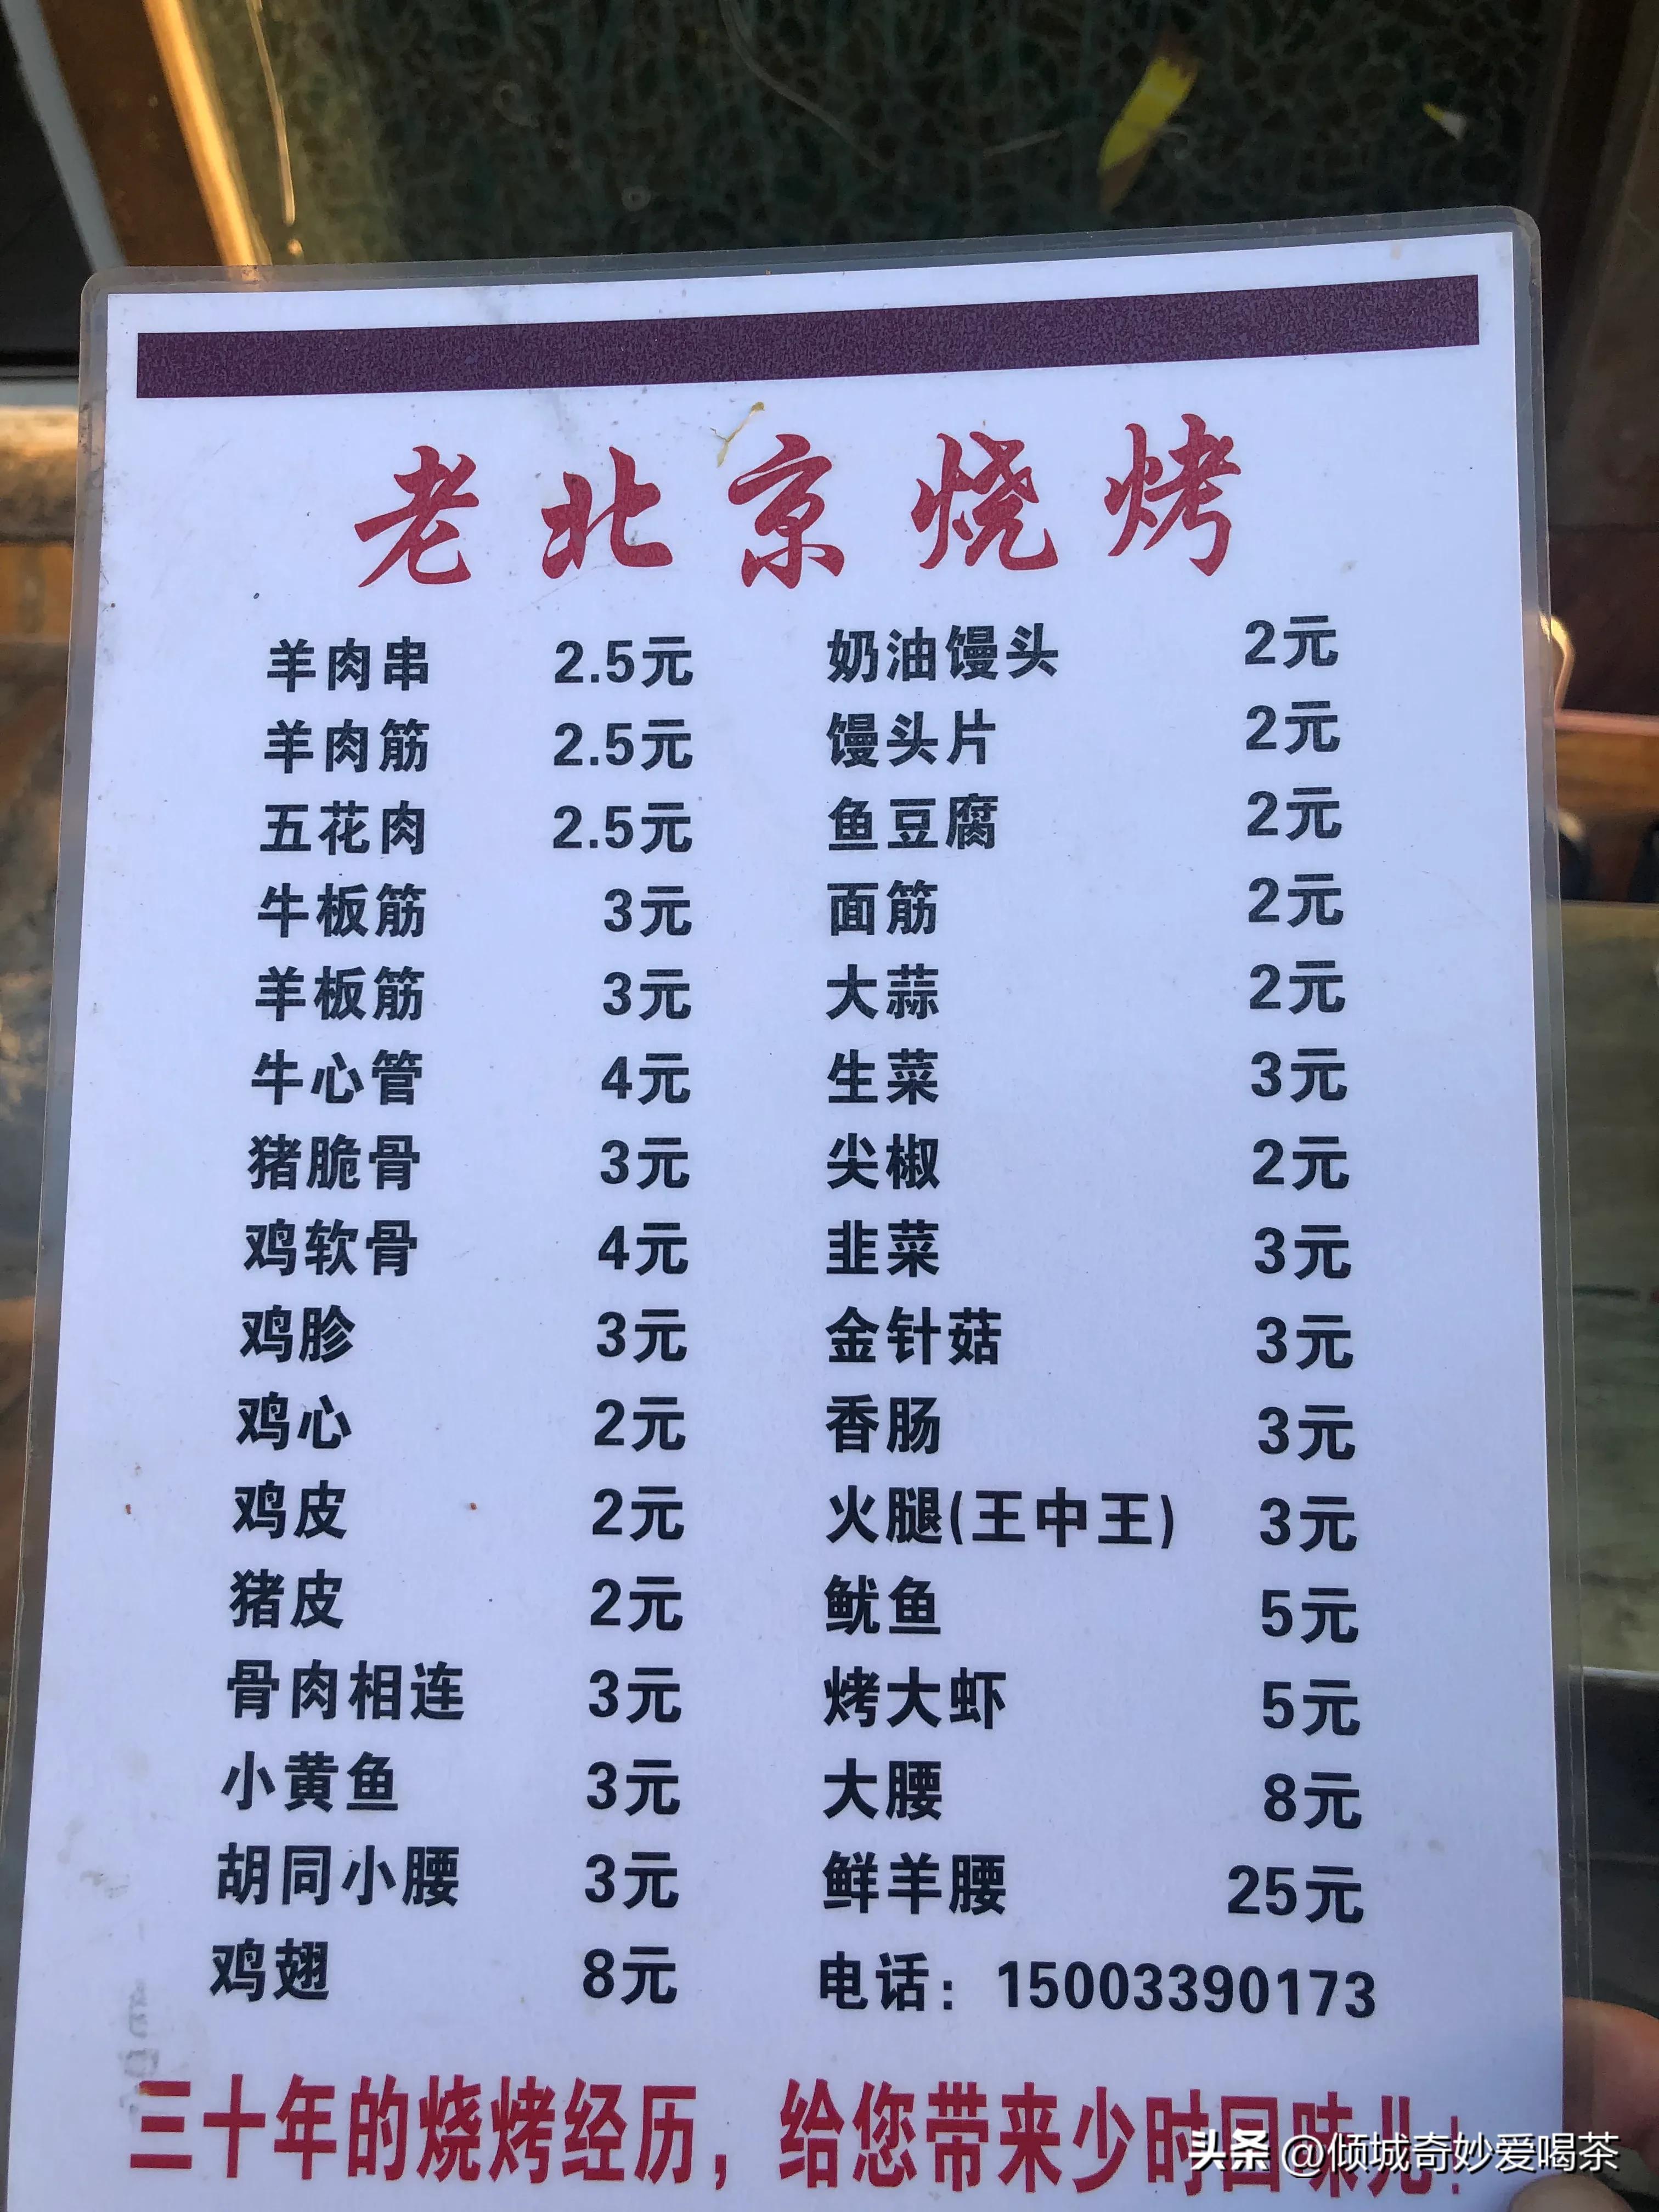 老北京烧烤
羊肉串 2.5元 奶油馒头 2元
羊肉筋 2.5元 馒头片 2元
五花肉 2.5元 鱼豆腐 2元
牛板筋 3元 面筋 2元
羊板筋 3元 大蒜 2元
牛心管 4元 生菜 3元
猪脆骨 3元 尖椒 2元
鸡软骨 4元 韭菜 3元
鸡胗 3元 金针菇 3元
鸡心 2元 香肠 3元
鸡皮 2元 火腿(王中王) 3元
猪皮 2元 鱿鱼 5元
骨肉相连 3元 烤大虾 5元
小黄鱼 3元 大腰 8元
胡同小腰 3元 鲜羊腰 25元
鸡翅 8元 电话：15003390173
三十年的烧烤经历，给您带来少时回味儿！
头条 @倾城奇妙爱喝茶